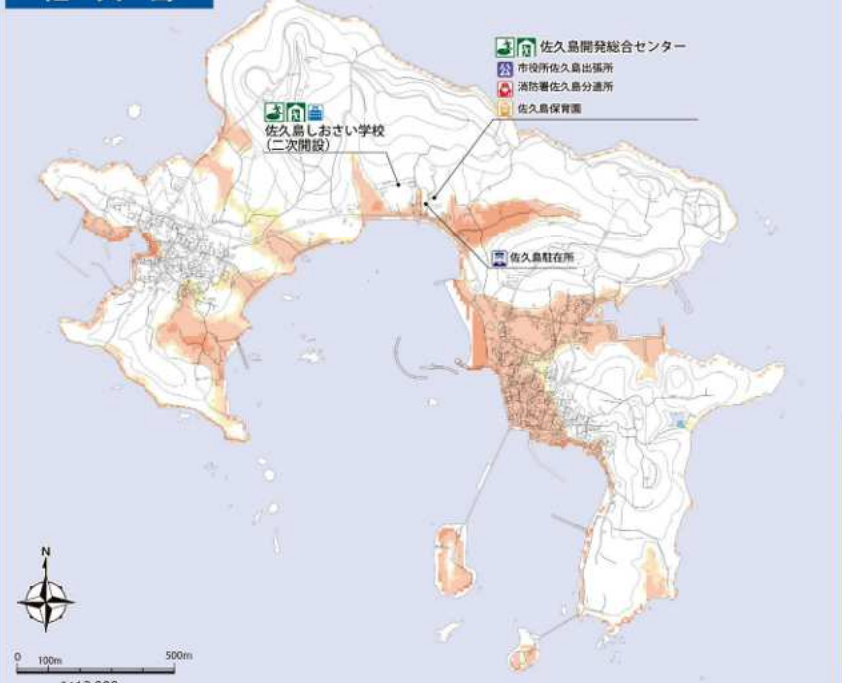 佐久島開発総合センター
市役所佐久島出張所
消防署佐久島分遣所
佐久島保育園
佐久島しおさい学校
(二次開設)
佐久島駐在所
N
0 100m 500m